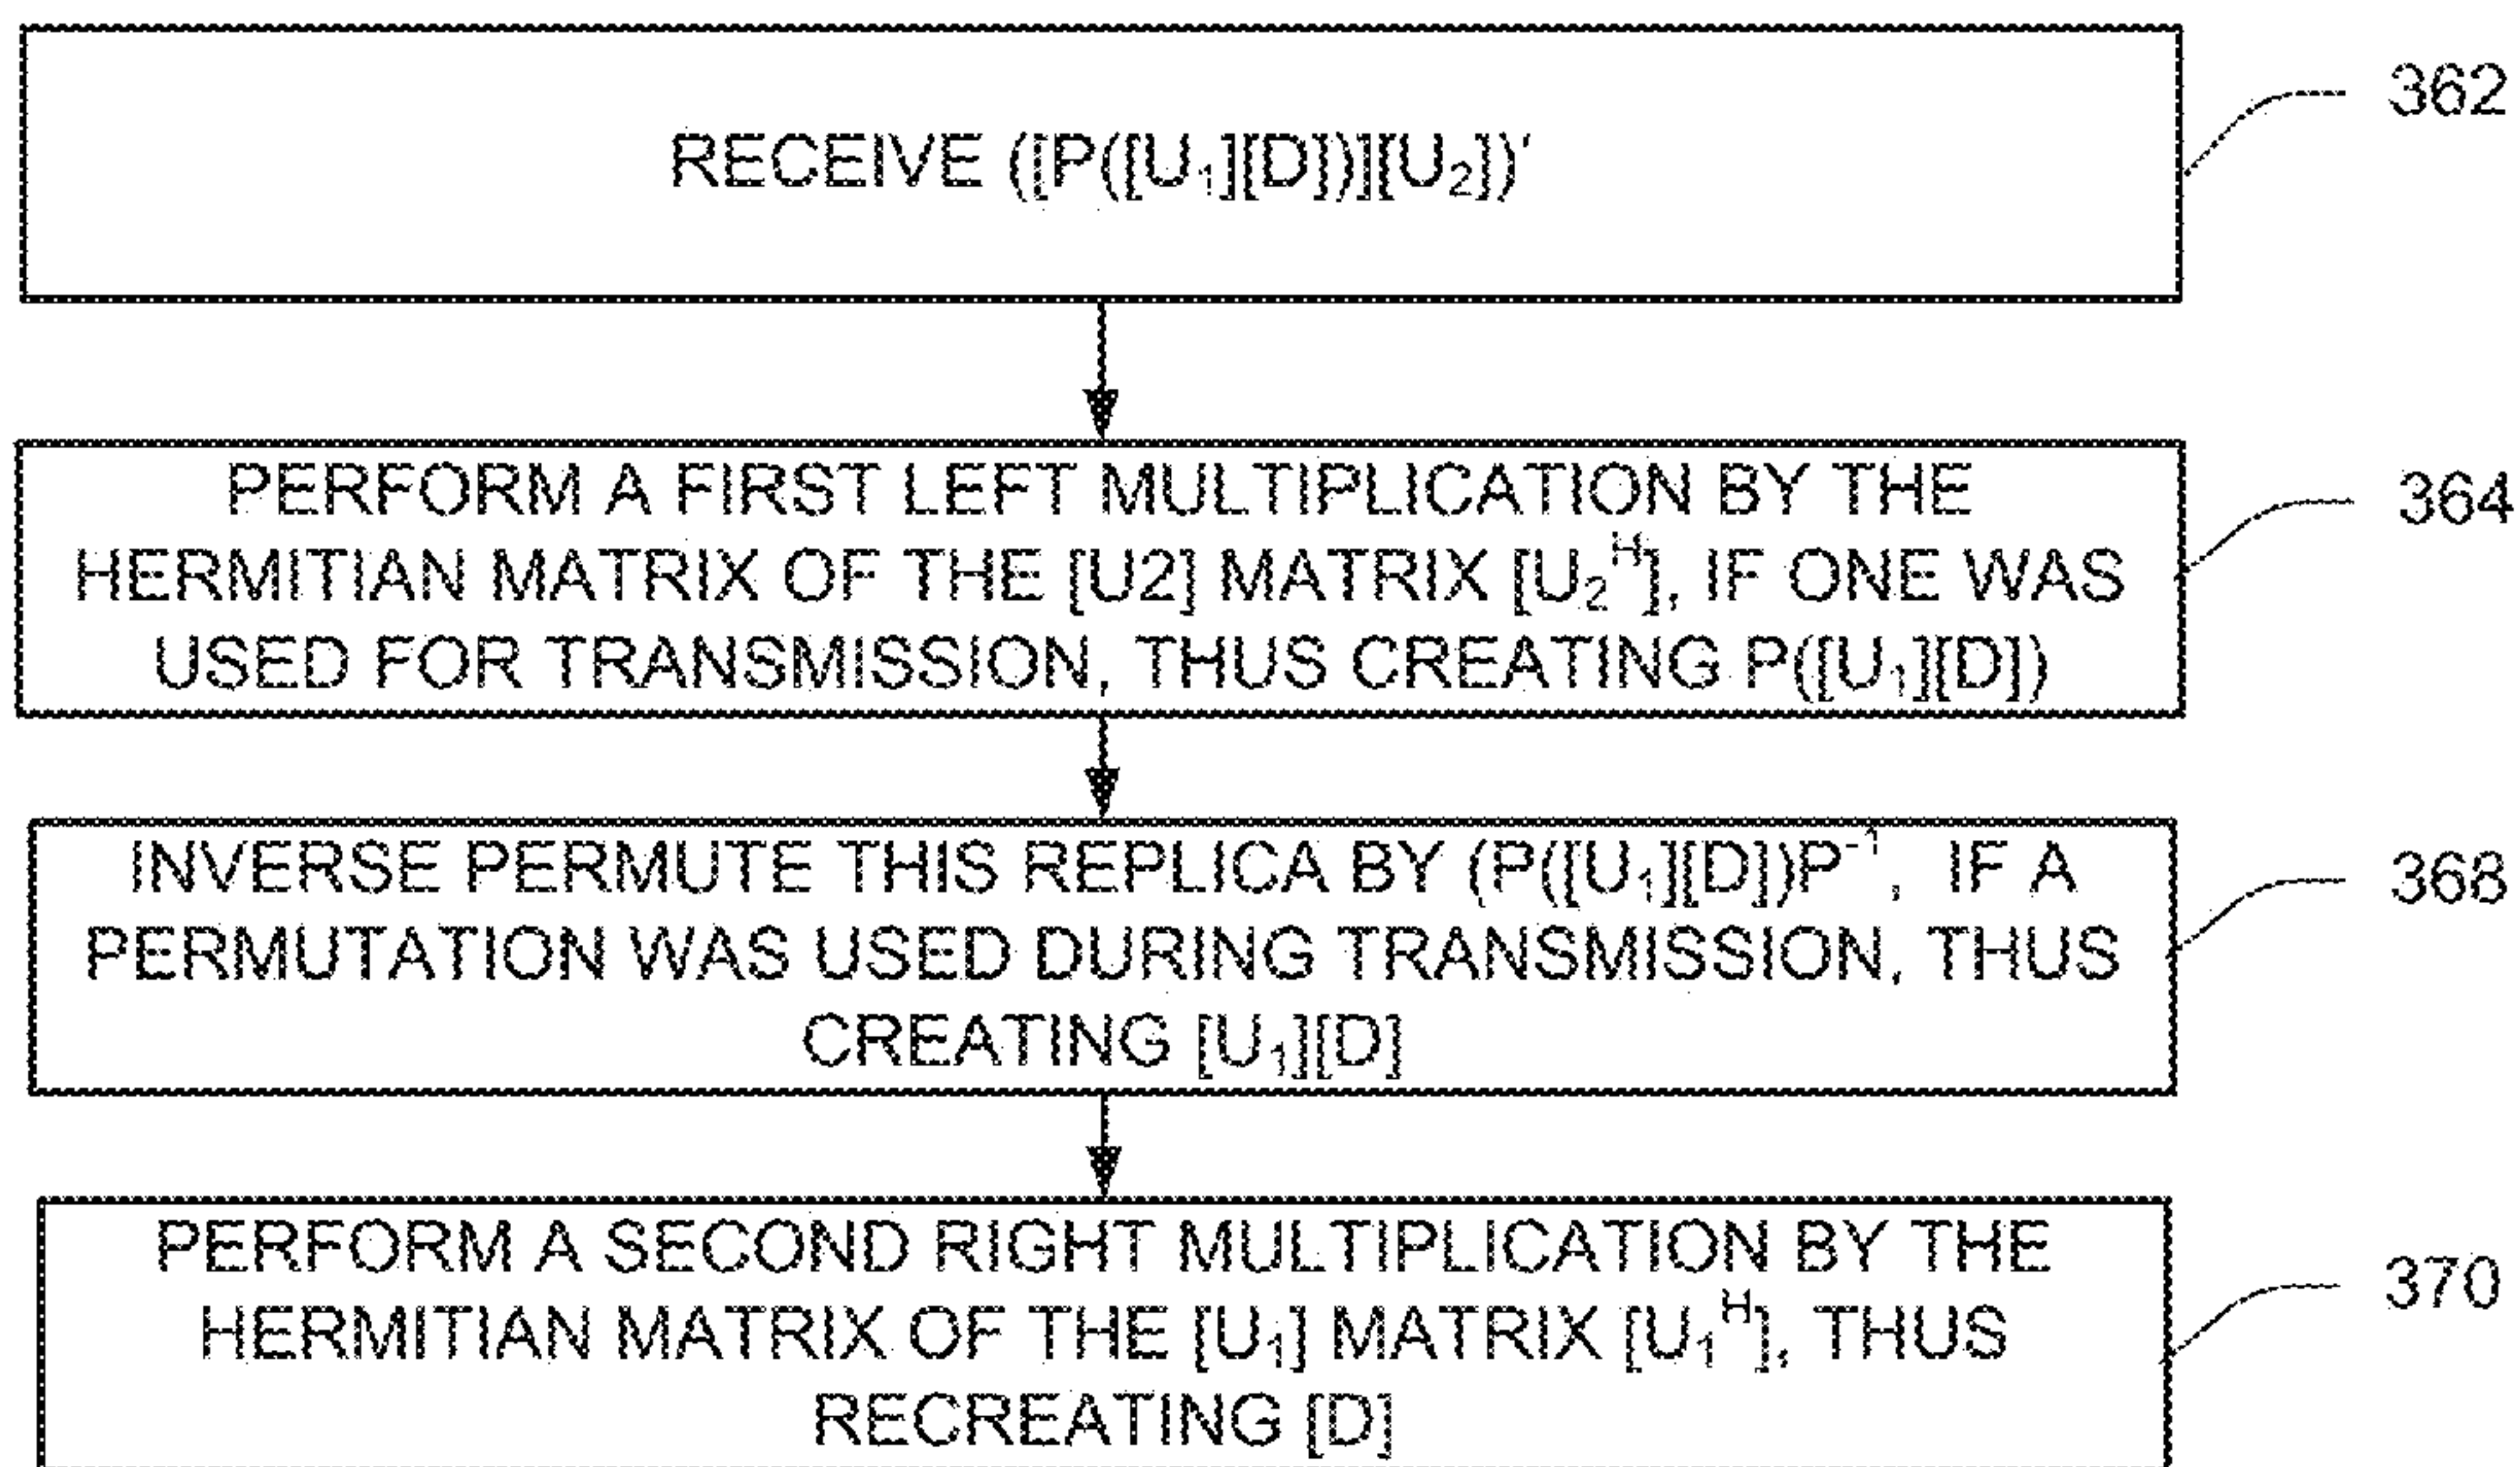 RECEIVE ([P([U₁][D])][U₂])′
362
PERFORM A FIRST LEFT MULTIPLICATION BY THE
HERMITIAN MATRIX OF THE [U2] MATRIX [U₂ᴴ], IF ONE WAS
USED FOR TRANSMISSION, THUS CREATING P([U₁][D])
364
INVERSE PERMUTE THIS REPLICA BY (P([U₁][D])P⁻¹, IF A
PERMUTATION WAS USED DURING TRANSMISSION, THUS
CREATING [U₁][D]
368
PERFORM A SECOND RIGHT MULTIPLICATION BY THE
HERMITIAN MATRIX OF THE [U₁] MATRIX [U₁ᴴ], THUS
RECREATING [D]
370